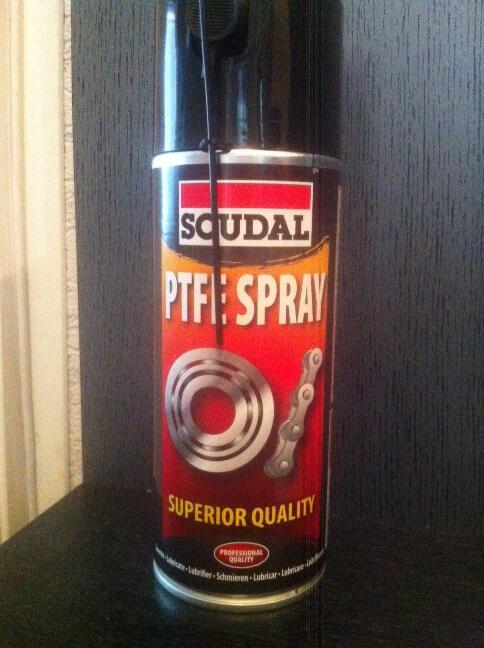 SOUDAL
PTFE SPRAY
SUPERIOR QUALITY
PROFESSIONAL
QUALITY
• Lubricate • Lubrifier • Schmieren • Lubricar • Lubricare •